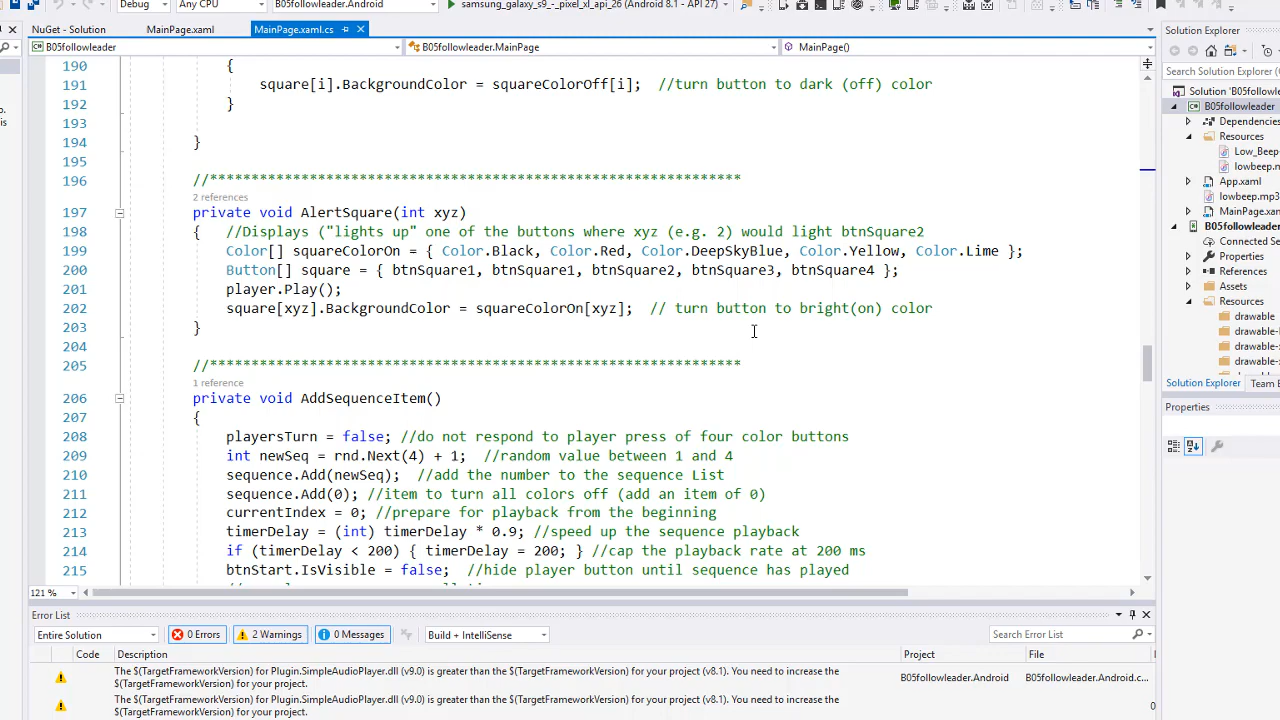 Debug Any CPU B05followleader.Android samsung_galaxy_s9_-_pixel_xl_api_26 (Android 8.1 - API 27)
NuGet - Solution MainPage.xaml MainPage.xaml.cs
B05followleader B05followleader.MainPage MainPage()
190 {
191 square[i].BackgroundColor = squareColorOff[i]; //turn button to dark (off) color
192 }
193
194 }
195
196 //****************************************************************
2 references
197 private void AlertSquare(int xyz)
198 { //Displays ("lights up" one of the buttons where xyz (e.g. 2) would light btnSquare2
199 Color[] squareColorOn = { Color.Black, Color.Red, Color.DeepSkyBlue, Color.Yellow, Color.Lime };
200 Button[] square = { btnSquare1, btnSquare1, btnSquare2, btnSquare3, btnSquare4 };
201 player.Play();
202 square[xyz].BackgroundColor = squareColorOn[xyz]; // turn button to bright(on) color
203 }
204
205 //****************************************************************
1 reference
206 private void AddSequenceItem()
207 {
208 playersTurn = false; //do not respond to player press of four color buttons
209 int newSeq = rnd.Next(4) + 1; //random value between 1 and 4
210 sequence.Add(newSeq); //add the number to the sequence List
211 sequence.Add(0); //item to turn all colors off (add an item of 0)
212 currentIndex = 0; //prepare for playback from the beginning
213 timerDelay = (int) timerDelay * 0.9; //speed up the sequence playback
214 if (timerDelay < 200) { timerDelay = 200; } //cap the playback rate at 200 ms
215 btnStart.IsVisible = false; //hide player button until sequence has played
121 %
Error List
Entire Solution 0 Errors 2 Warnings 0 Messages Build + IntelliSense Search Error List
Code Description Project File
The $(TargetFrameworkVersion) for Plugin.SimpleAudioPlayer.dll (v9.0) is greater than the $(TargetFrameworkVersion) for your project (v8.1). You need to increase the
$(TargetFrameworkVersion) for your project. B05followleader.Android B05followleader.Android.c...
The $(TargetFrameworkVersion) for Plugin.SimpleAudioPlayer.dll (v9.0) is greater than the $(TargetFrameworkVersion) for your project (v8.1). You need to increase the
$(TargetFrameworkVersion) for your project.
Solution Explorer
Search Solution Explorer
Solution 'B05followleader
B05followleader
Dependencies
Resources
Low_Beep
lowbeep.m
App.xaml
lowbeep.mp3
MainPage.xa
B05followleader
Connected Se
Properties
References
Assets
Resources
drawable
drawable-
drawable-
drawable-x
Solution Explorer Team E
Properties